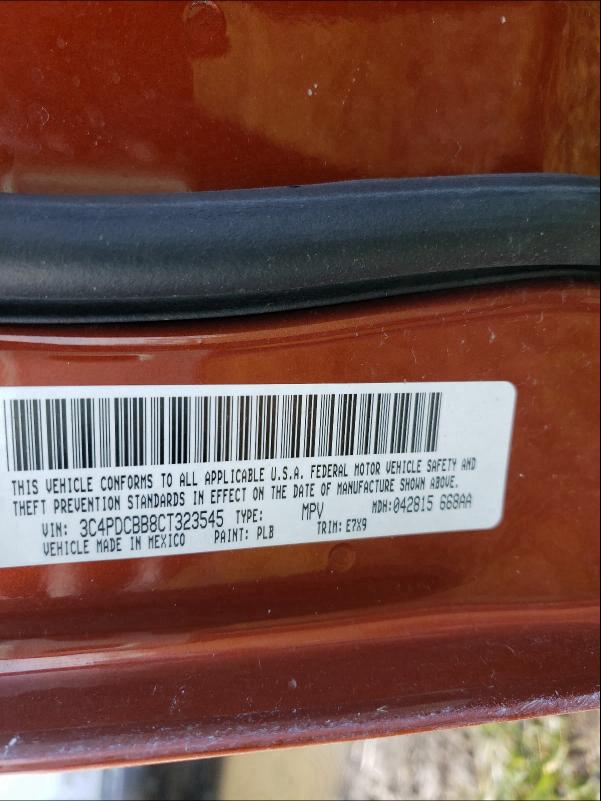 THIS VEHICLE CONFORMS TO ALL APPLICABLE U.S.A. FEDERAL MOTOR VEHICLE SAFETY AND
THEFT PREVENTION STANDARDS IN EFFECT ON THE DATE OF MANUFACTURE SHOWN ABOVE.
VIN: 3C4PDCBB8CT323545 TYPE: MPV MDH:042815 668AA
VEHICLE MADE IN MEXICO PAINT: PLB TRIM: E7X9